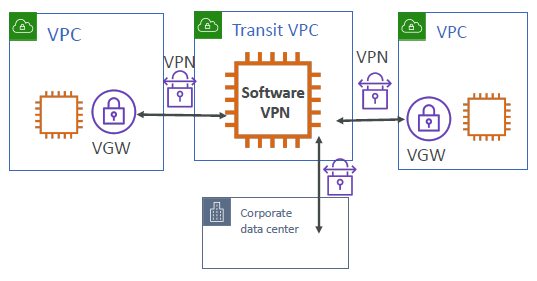 VPC
Transit VPC
VPC
VPN
VPN
Software
VPN
VGW
VGW
Corporate
data center